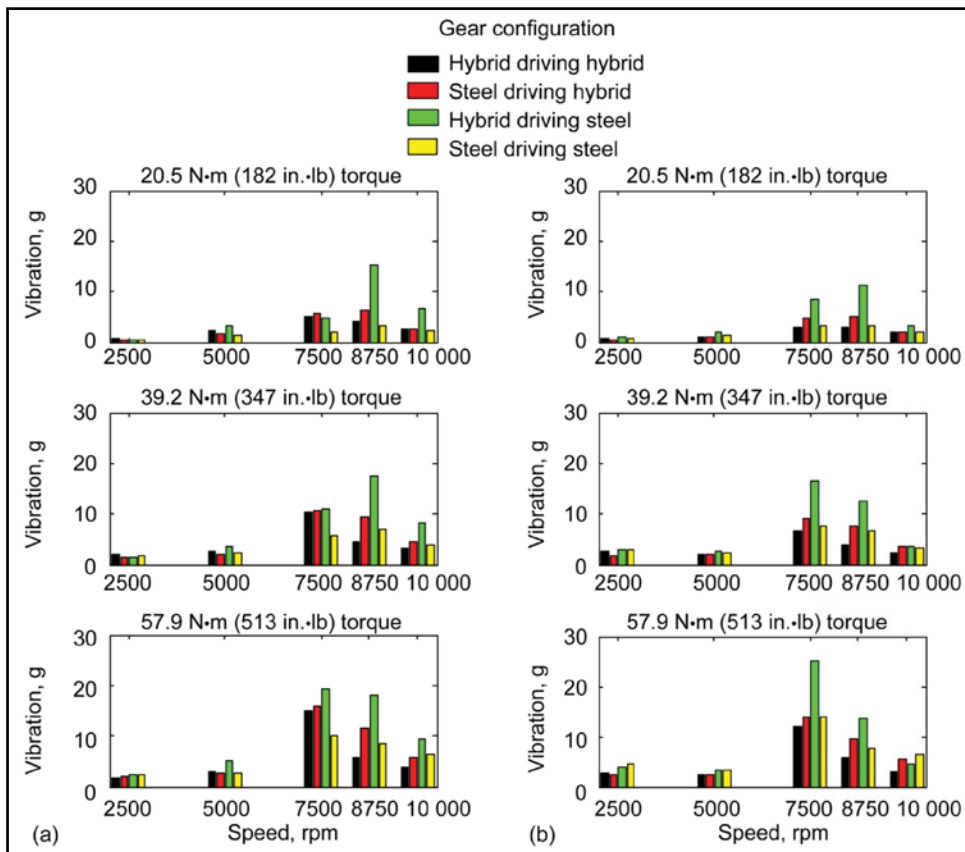 Gear configuration
Hybrid driving hybrid
Steel driving hybrid
Hybrid driving steel
Steel driving steel
20.5 N•m (182 in.•lb) torque
30
20
10
0
Vibration, g
2500 5000 7500 8750 10 000
39.2 N•m (347 in.•lb) torque
30
20
10
0
Vibration, g
2500 5000 7500 8750 10 000
57.9 N•m (513 in.•lb) torque
30
20
10
0
Vibration, g
2500 5000 7500 8750 10 000
(a) Speed, rpm
20.5 N•m (182 in.•lb) torque
30
20
10
0
Vibration, g
2500 5000 7500 8750 10 000
39.2 N•m (347 in.•lb) torque
30
20
10
0
Vibration, g
2500 5000 7500 8750 10 000
57.9 N•m (513 in.•lb) torque
30
20
10
0
Vibration, g
2500 5000 7500 8750 10 000
(b) Speed, rpm